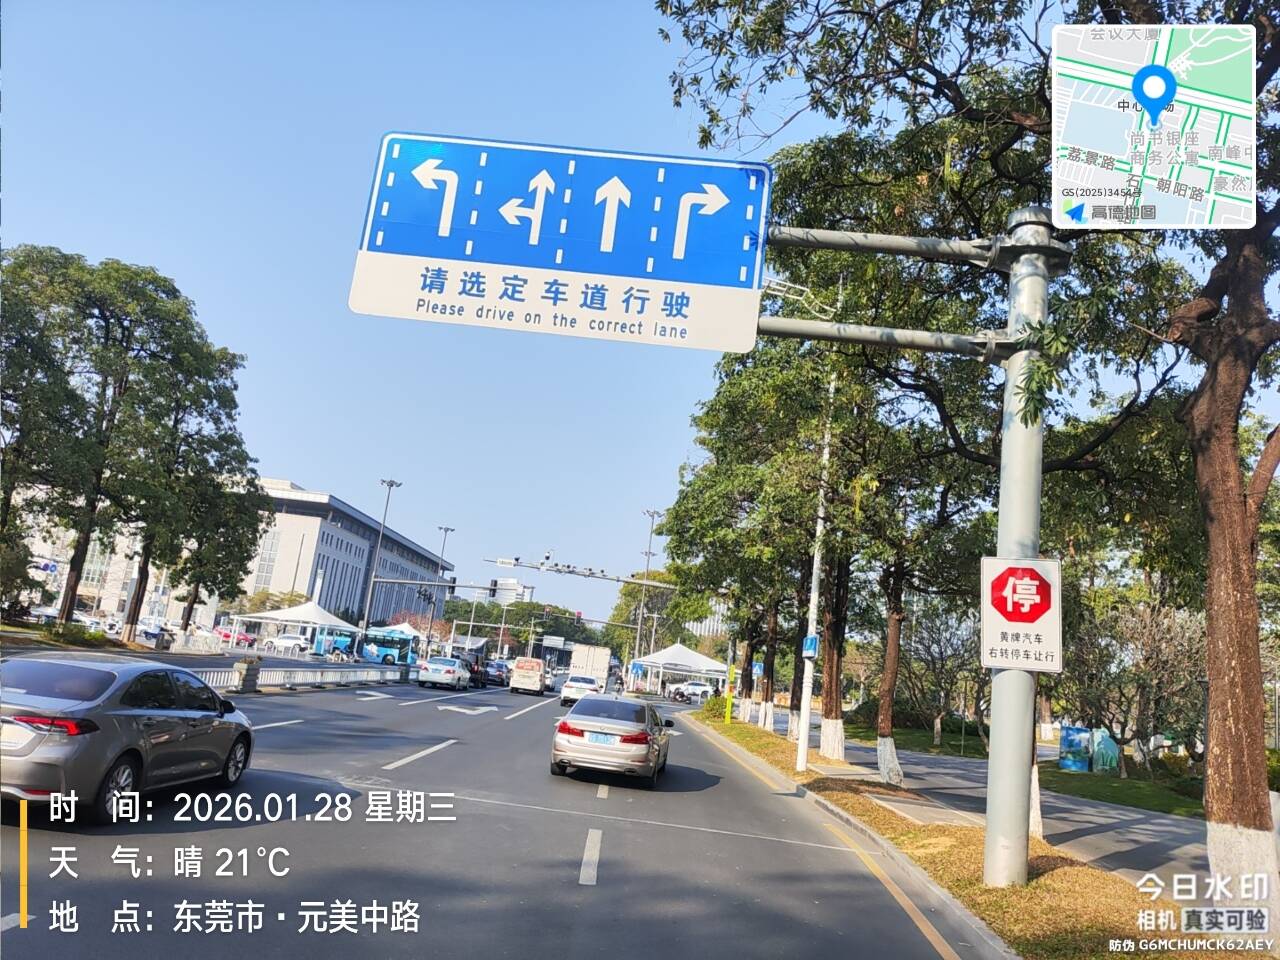 会议大厦
中心
场
尚书银座
商务公寓
南峰中
荔景路
朝阳路
豪然
GS(2025)3454号
高德地图
请选定车道行驶
Please drive on the correct lane
停
黄牌汽车
右转停车让行
时 间：2026.01.28 星期三
天 气：晴 21℃
地 点：东莞市·元美中路
今日水印
相机 真实可验
防伪 G6MCHUMCK62AEY